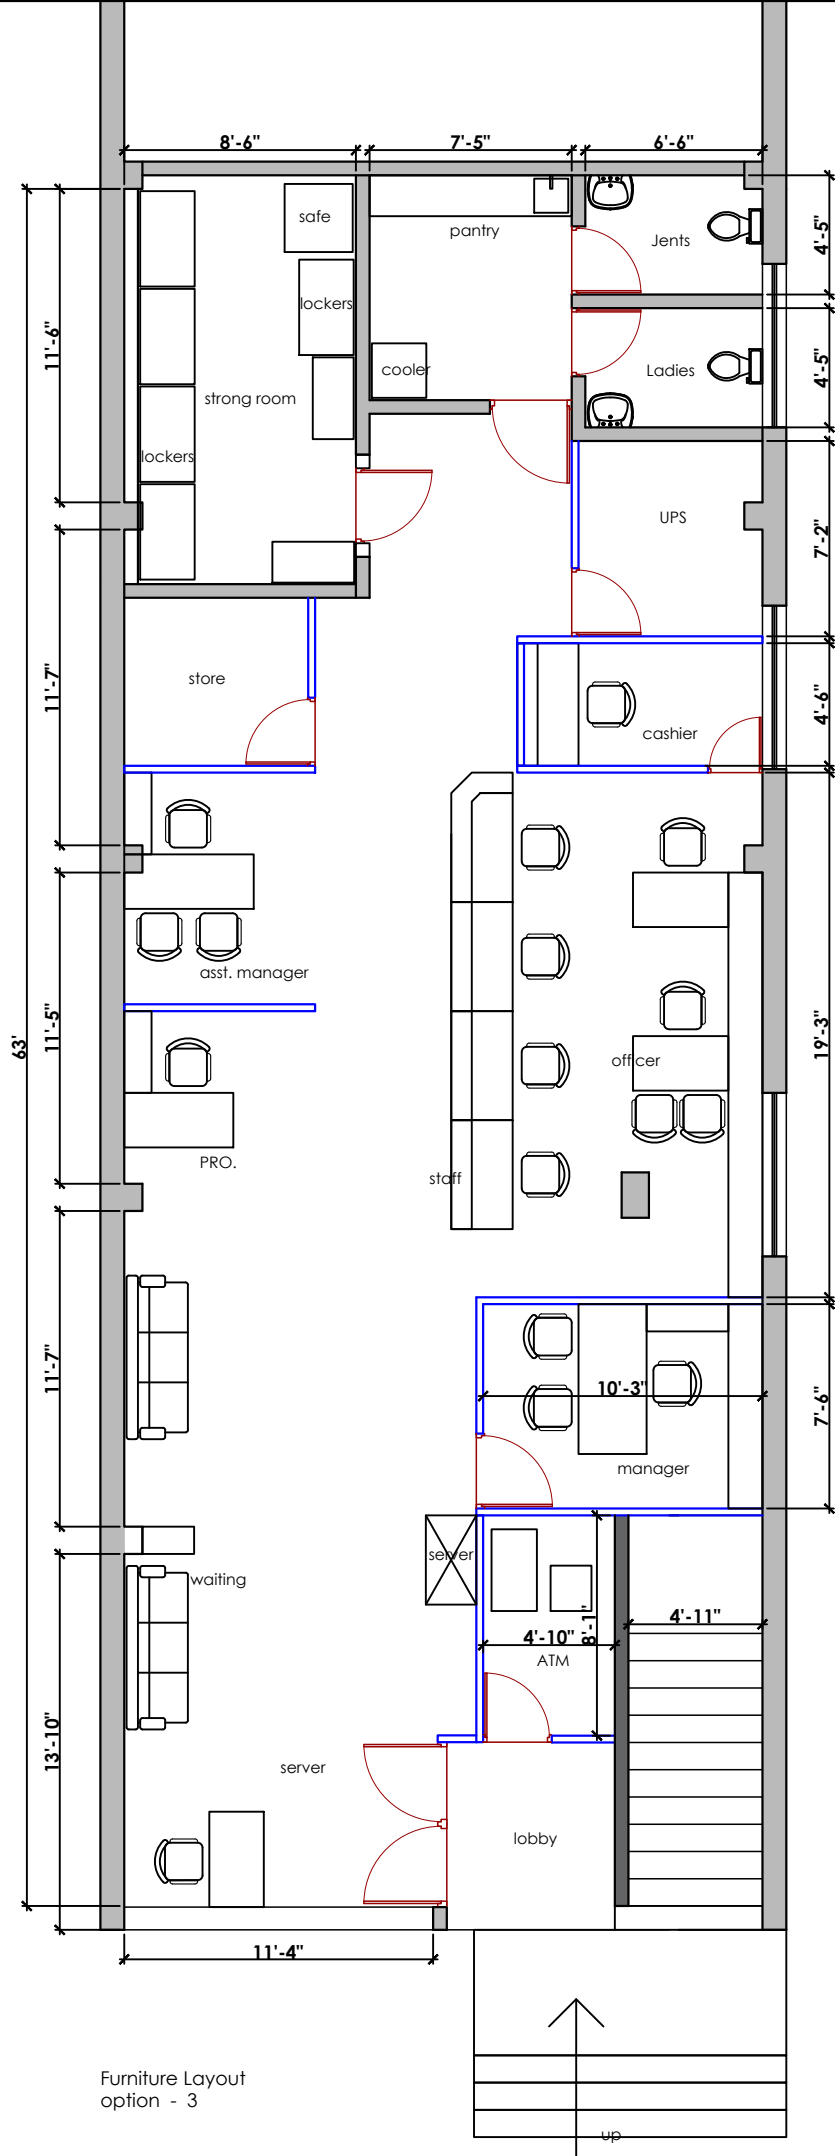 8'-6"
7'-5"
6'-6"
safe
pantry
Jents
4'-5"
lockers
11'-6"
cooler
Ladies
4'-5"
strong room
lockers
UPS
7'-2"
store
11'-7"
cashier
4'-6"
asst. manager
63'
11'-5"
officer
19'-3"
PRO.
staff
11'-7"
10'-3"
7'-6"
manager
server
waiting
8'-1"
4'-10"
4'-11"
ATM
13'-10"
server
lobby
11'-4"
Furniture Layout
option - 3
up